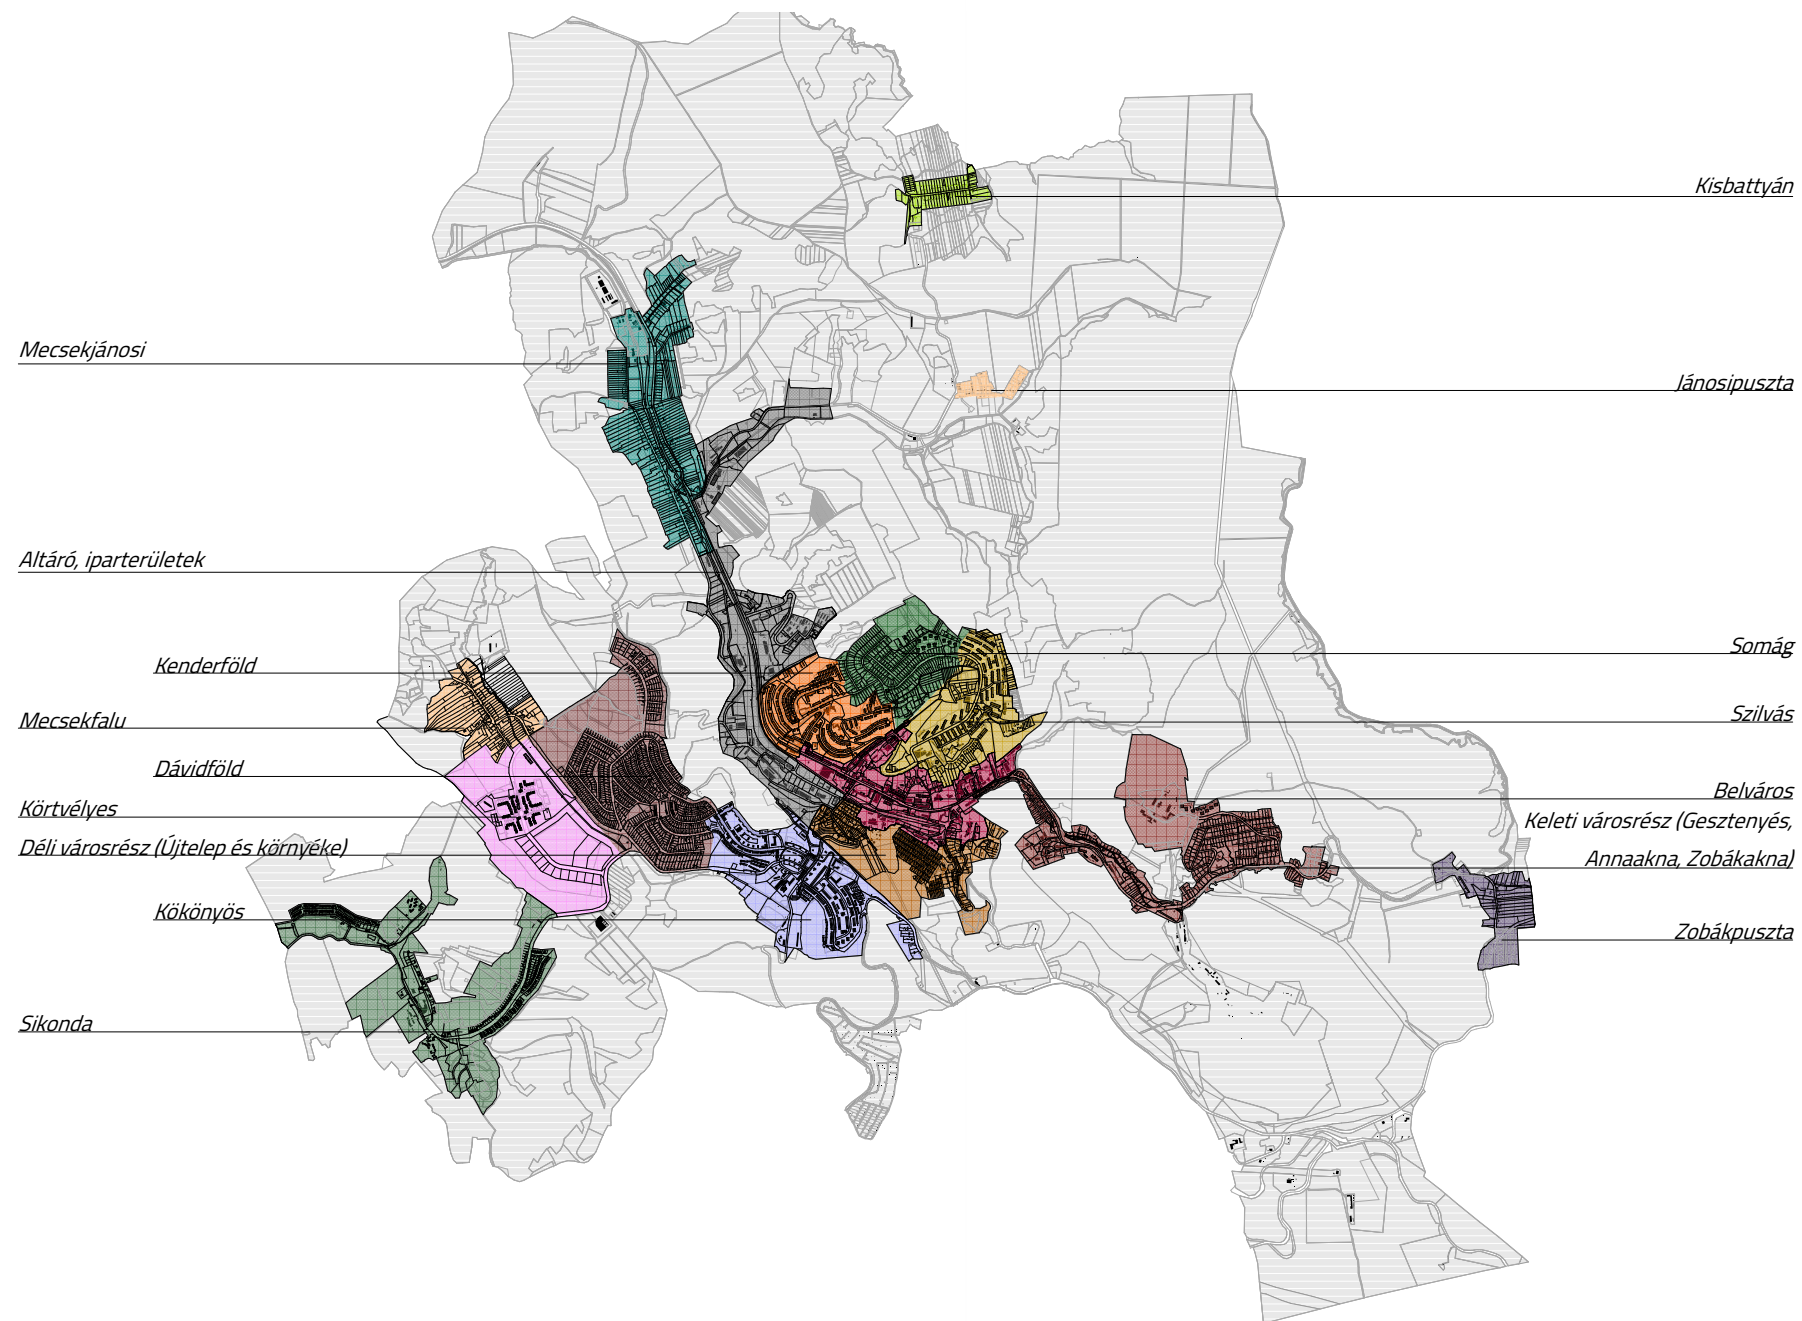 Kisbattyán
Mecsekjánosi
Jánosipuszta
Altáró, iparterületek
Somág
Kenderföld
Szilvás
Mecsekfalu
Dávidföld
Belváros
Körtvélyes
Keleti városrész (Gesztenyés,
Annaakna, Zobákakna)
Déli városrész (Újtelep és környéke)
Kökönyös
Zobákpuszta
Sikonda